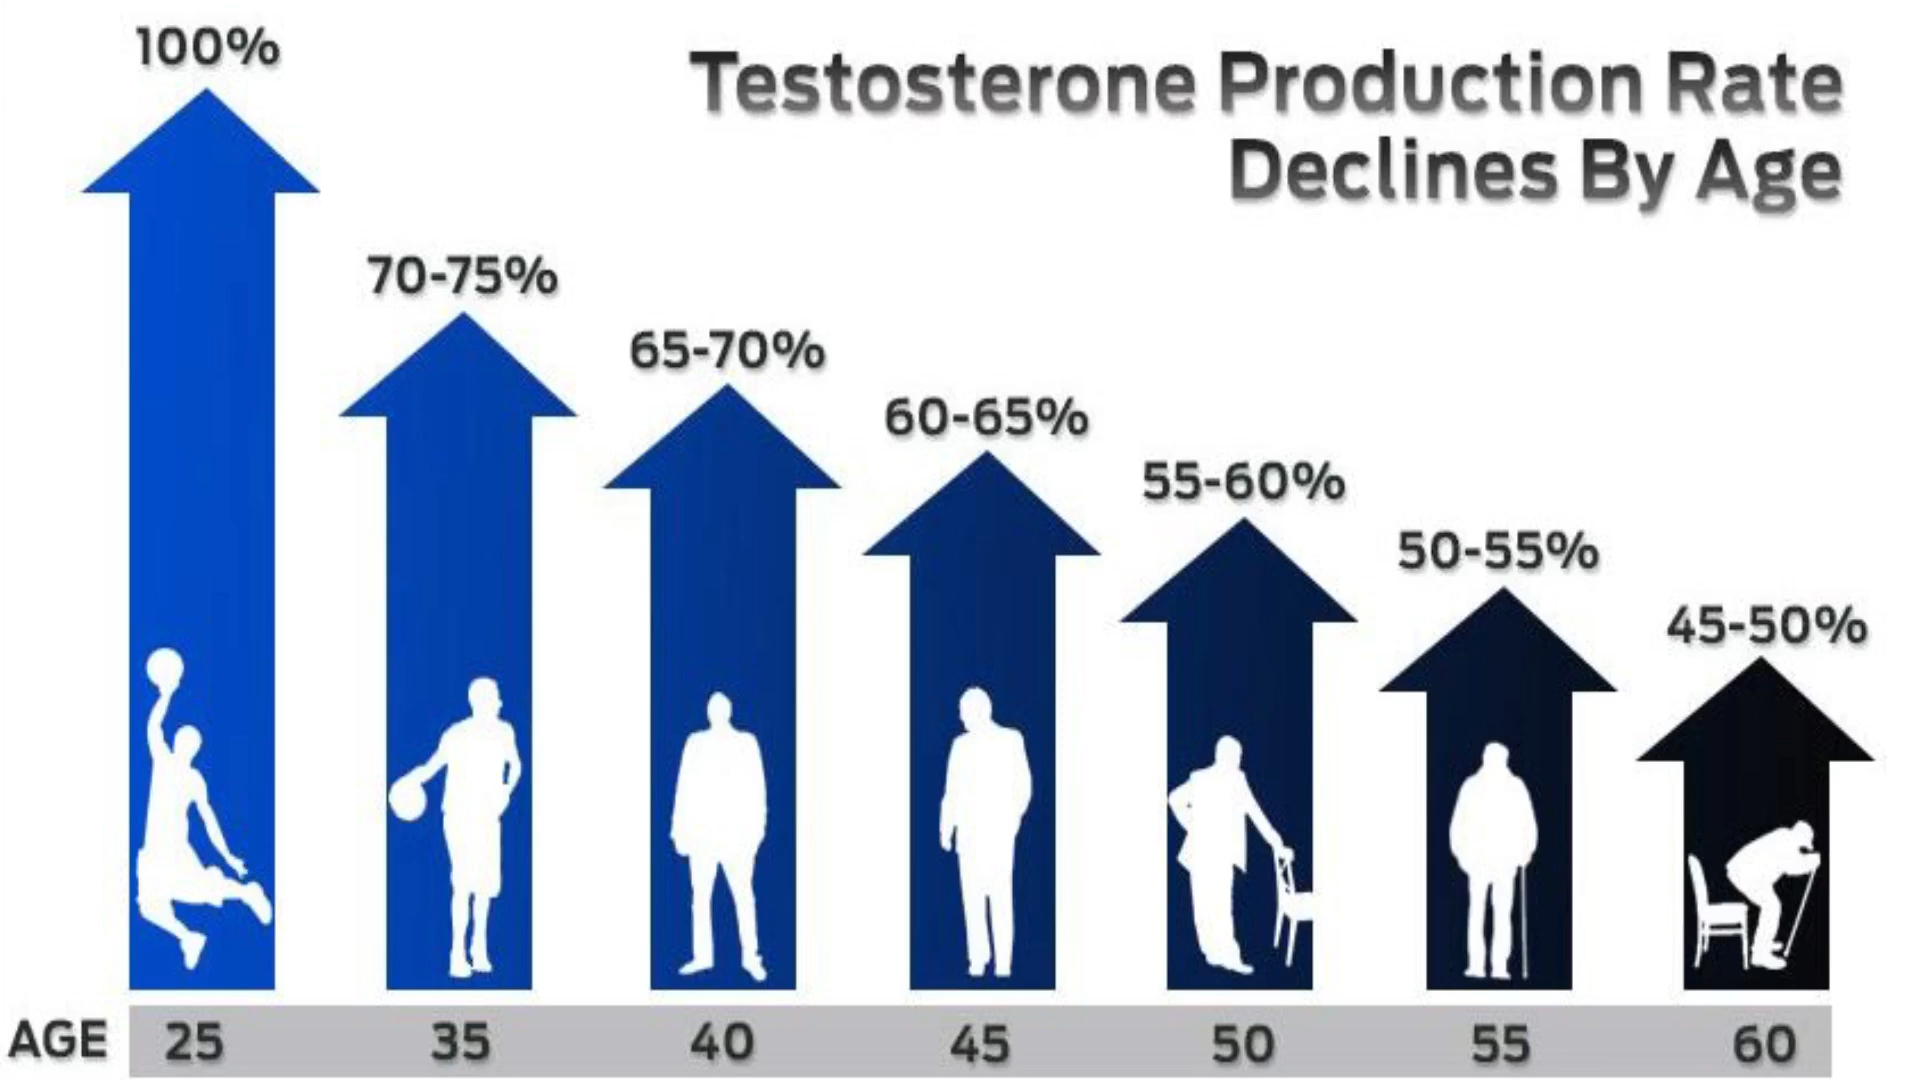 100%
Testosterone Production Rate
Declines By Age
70-75%
65-70%
60-65%
55-60%
50-55%
45-50%
AGE 25 35 40 45 50 55 60